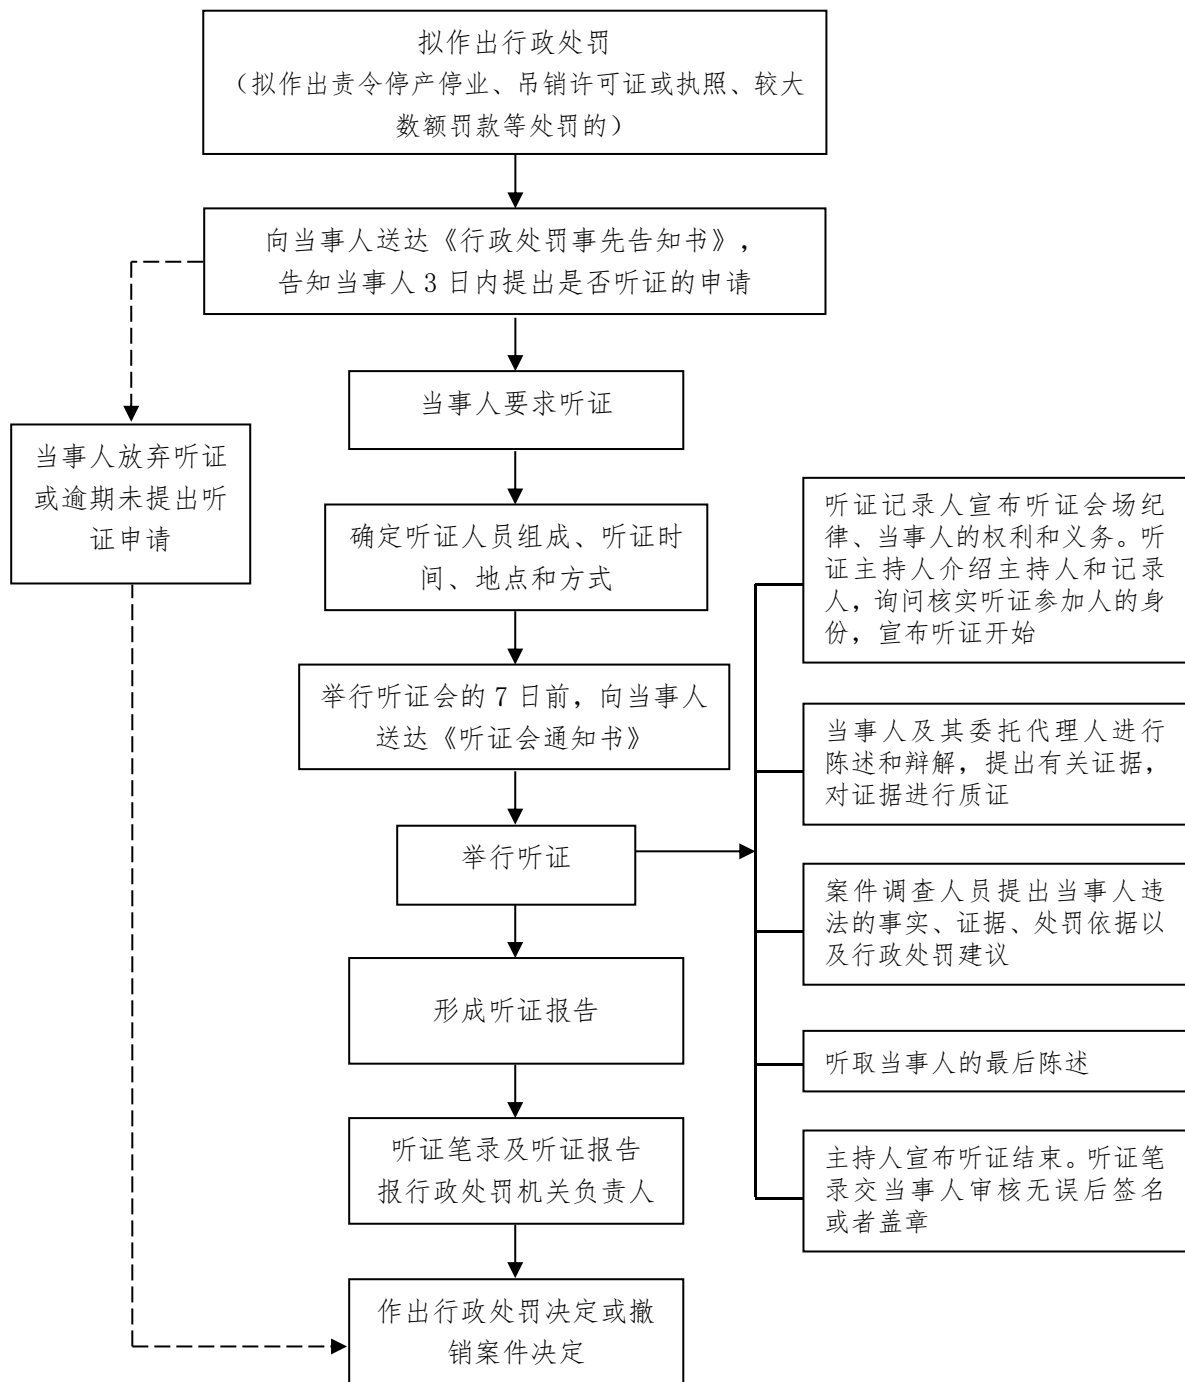 拟作出行政处罚
（拟作出责令停产停业、吊销许可证或执照、较大
数额罚款等处罚的）
向当事人送达《行政处罚事先告知书》，
告知当事人 3 日内提出是否听证的申请
当事人要求听证
当事人放弃听证
或逾期未提出听
证申请
确定听证人员组成、听证时
间、地点和方式
举行听证会的 7 日前，向当事人
送达《听证会通知书》
举行听证
形成听证报告
听证笔录及听证报告
报行政处罚机关负责人
作出行政处罚决定或撤
销案件决定
听证记录人宣布听证会场纪
律、当事人的权利和义务。听
证主持人介绍主持人和记录
人，询问核实听证参加人的身
份，宣布听证开始
当事人及其委托代理人进行
陈述和辩解，提出有关证据，
对证据进行质证
案件调查人员提出当事人违
法的事实、证据、处罚依据以
及行政处罚建议
听取当事人的最后陈述
主持人宣布听证结束。听证笔
录交当事人审核无误后签名
或者盖章